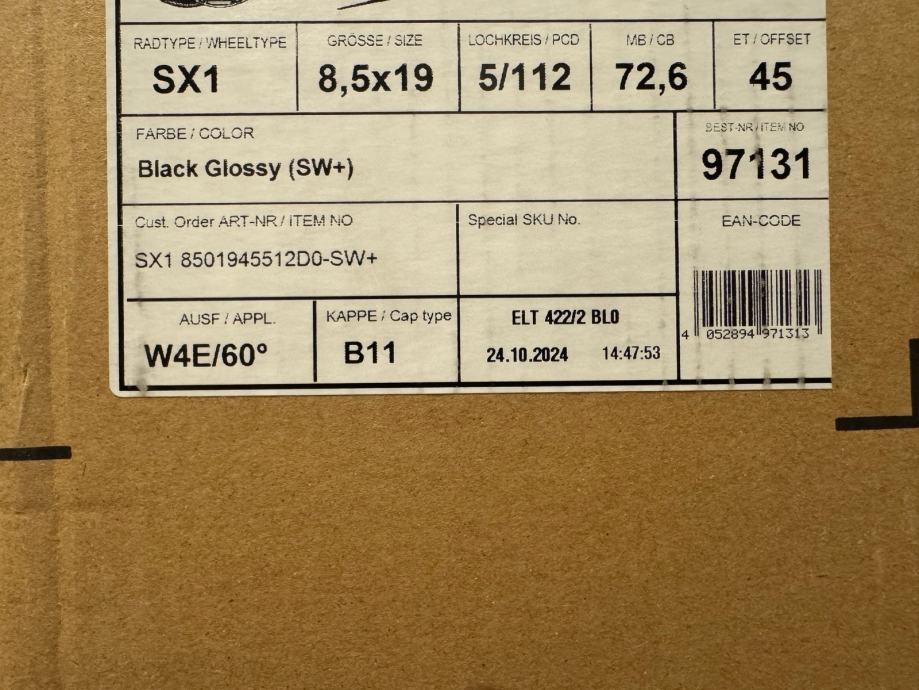 RADTYPE / WHEELTYPE
SX1
GRÖSSE / SIZE
8,5x19
LOCHKREIS / PCD
5/112
MB / CB
72,6
ET / OFFSET
45
FARBE / COLOR
Black Glossy (SW+)
BEST-NR / ITEM NO
97131
Cust. Order ART-NR / ITEM NO
SX1 8501945512D0-SW+
Special SKU No.
EAN-CODE
4 052894 971313
AUSF / APPL.
W4E/60°
KAPPE / Cap type
B11
ELT 422/2 BL0
24.10.2024 14:47:53